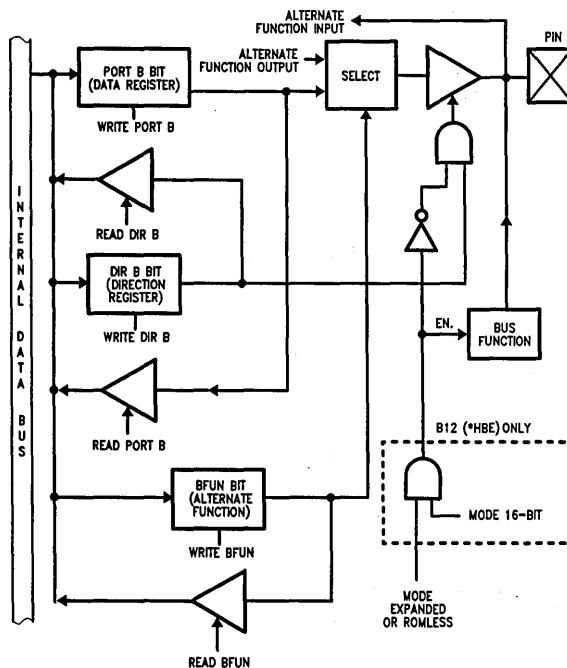 ALTERNATE
FUNCTION INPUT
PIN
PORT B BIT
(DATA REGISTER)
ALTERNATE
FUNCTION OUTPUT
SELECT
WRITE PORT B
READ DIR B
INTERNAL DATA BUS
DIR B BIT
(DIRECTION
REGISTER)
WRITE DIR B
EN.
BUS
FUNCTION
READ PORT B
B12 (*HBE) ONLY
BFUN BIT
(ALTERNATE
FUNCTION)
WRITE BFUN
MODE 16-BIT
MODE
EXPANDED
OR ROMLESS
READ BFUN